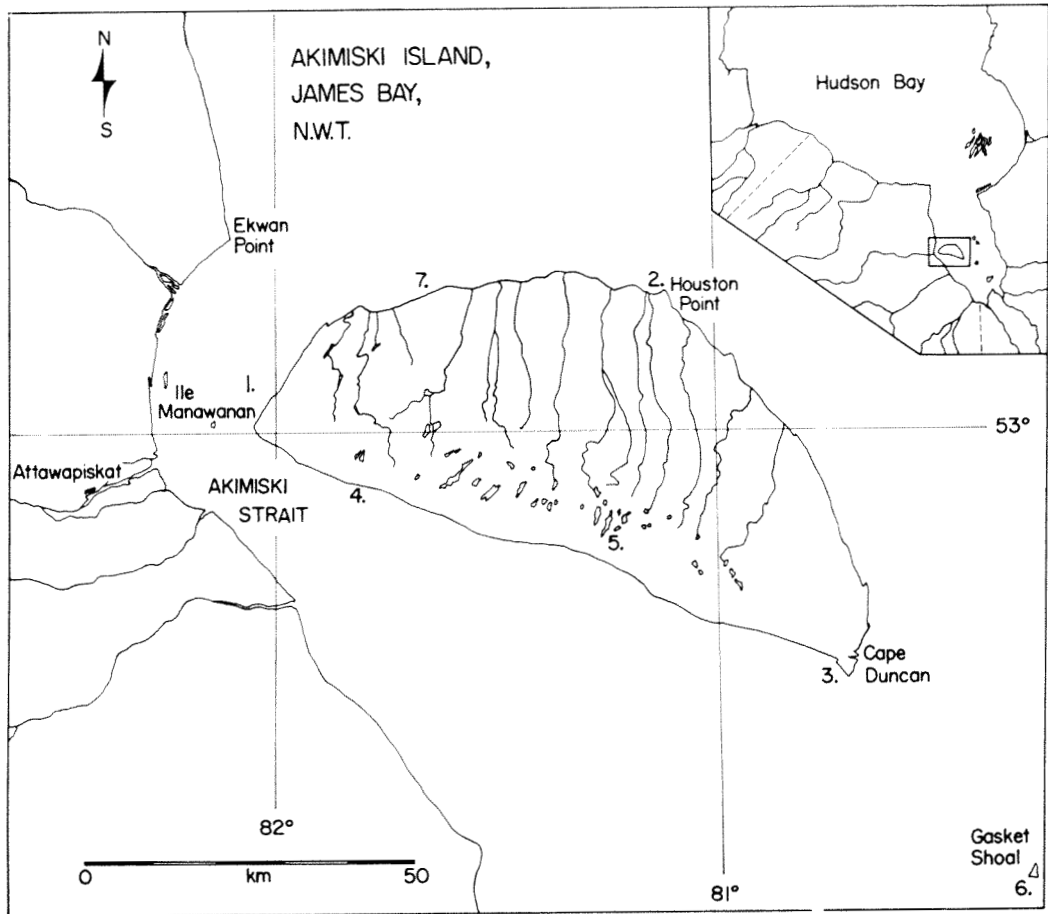 N
S
AKIMISKI ISLAND,
JAMES BAY,
N.W.T.
Hudson Bay
Ekwan
Point
7.
2. Houston
Point
1.
Ile
Manawanan
53°
Attawapiskat
AKIMISKI
STRAIT
4.
5.
Cape
Duncan
3.
82°
0 km 50
81°
Gasket
Shoal
6.